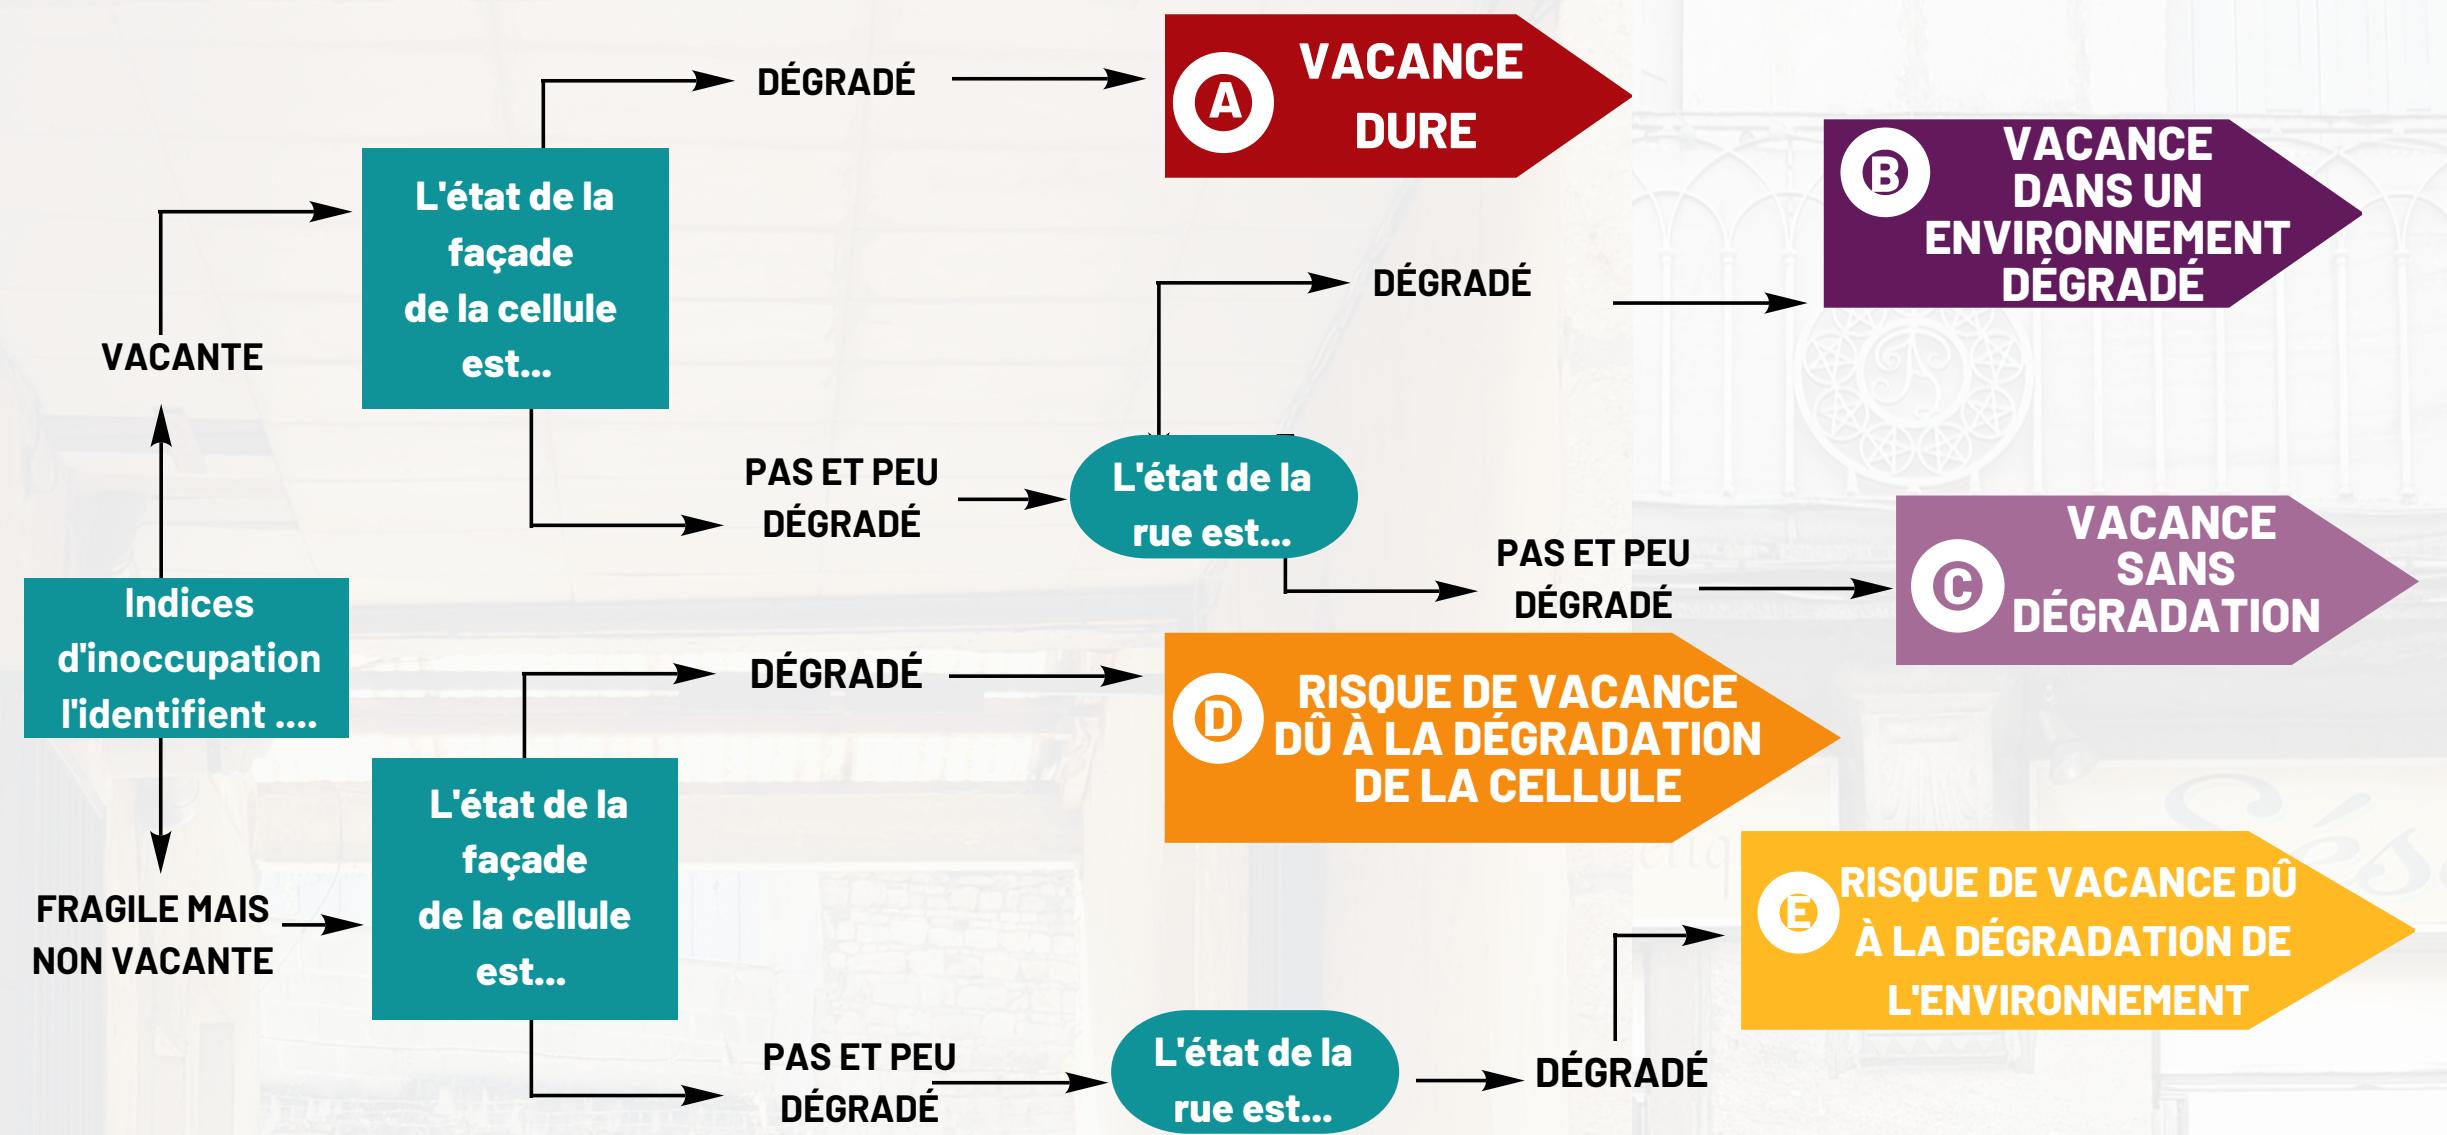 DÉGRADÉ
A
VACANCE
DURE
B
VACANCE
DANS UN
ENVIRONNEMENT
DÉGRADÉ
L'état de la
façade
de la cellule
est...
DÉGRADÉ
VACANTE
PAS ET PEU
DÉGRADÉ
L'état de la
rue est...
PAS ET PEU
DÉGRADÉ
C
VACANCE
SANS
DÉGRADATION
Indices
d'inoccupation
l'identifient ....
DÉGRADÉ
D
RISQUE DE VACANCE
DÛ À LA DÉGRADATION
DE LA CELLULE
L'état de la
façade
de la cellule
est...
FRAGILE MAIS
NON VACANTE
E
RISQUE DE VACANCE DÛ
À LA DÉGRADATION DE
L'ENVIRONNEMENT
PAS ET PEU
DÉGRADÉ
L'état de la
rue est...
DÉGRADÉ